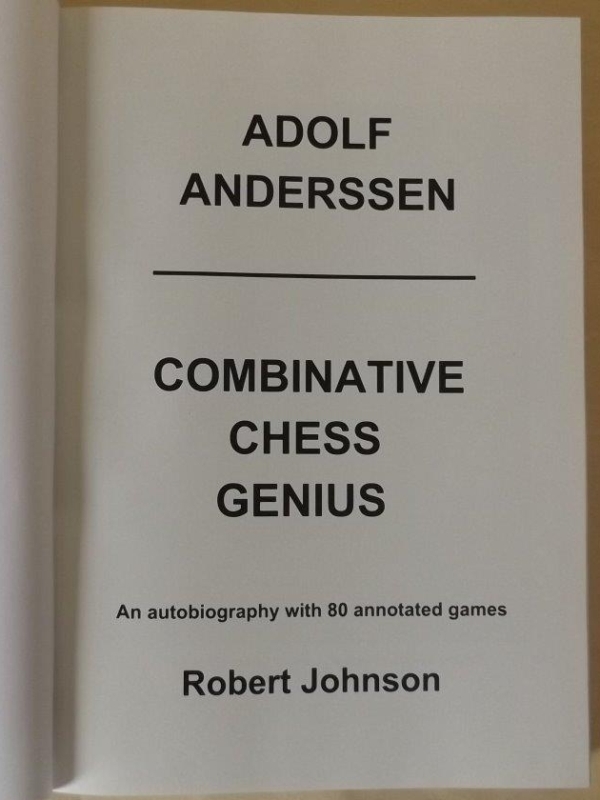 ADOLF
ANDERSSEN
COMBINATIVE
CHESS
GENIUS
An autobiography with 80 annotated games
Robert Johnson